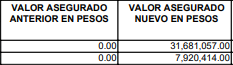 VALOR ASEGURADO VALOR ASEGURADO
ANTERIOR EN PESOS NUEVO EN PESOS
0.00 31,681,057.00
0.00 7,920,414.00